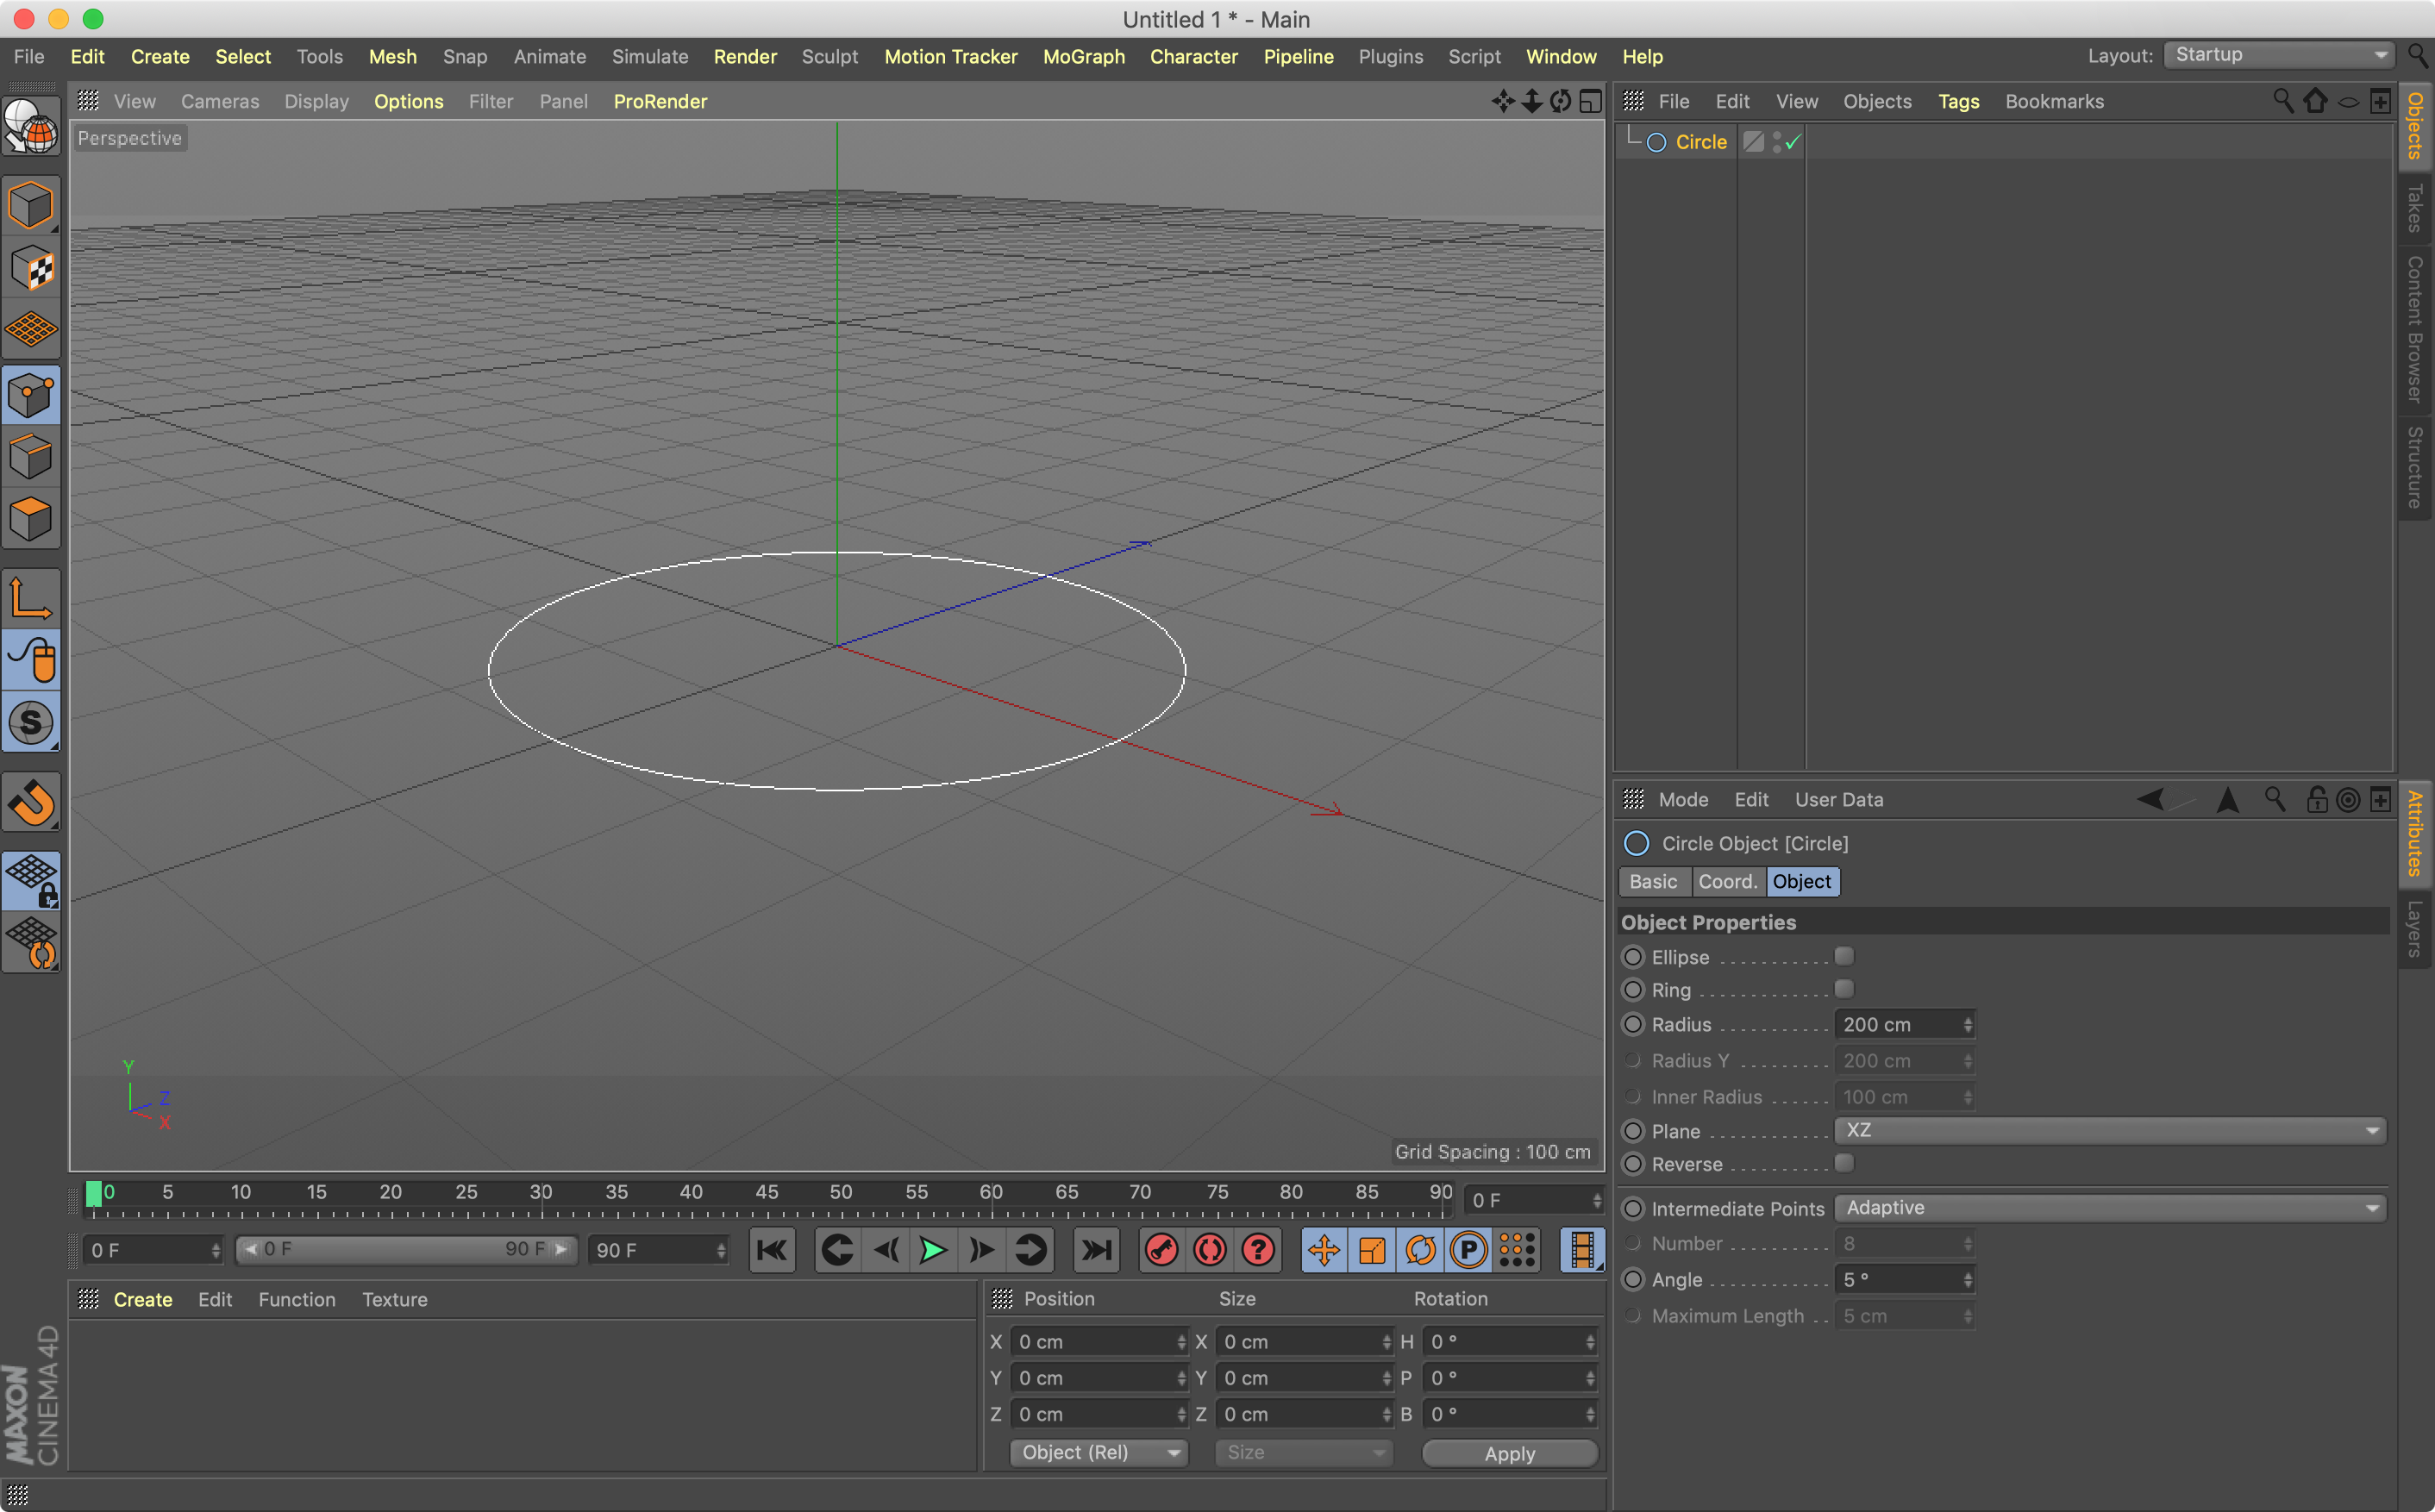 Untitled 1 * - Main
File Edit Create Select Tools Mesh Snap Animate Simulate Render Sculpt Motion Tracker MoGraph Character Pipeline Plugins Script Window Help Layout: Startup
View Cameras Display Options Filter Panel ProRender
Perspective
Y
Z
X
Grid Spacing : 100 cm
File Edit View Objects Tags Bookmarks
Circle
Objects
Takes
Content Browser
Structure
Mode Edit User Data
Circle Object [Circle]
Basic Coord. Object
Object Properties
Ellipse
Ring
Radius 200 cm
Radius Y 200 cm
Inner Radius 100 cm
Plane XZ
Reverse
Intermediate Points Adaptive
Number 8
Angle 5 °
Maximum Length 5 cm
Attributes
Layers
0 5 10 15 20 25 30 35 40 45 50 55 60 65 70 75 80 85 90 0 F
0 F 0 F 90 F 90 F
Create Edit Function Texture
Position Size Rotation
X 0 cm X 0 cm H 0 °
Y 0 cm Y 0 cm P 0 °
Z 0 cm Z 0 cm B 0 °
Object (Rel) Size Apply
MAXON
CINEMA 4D